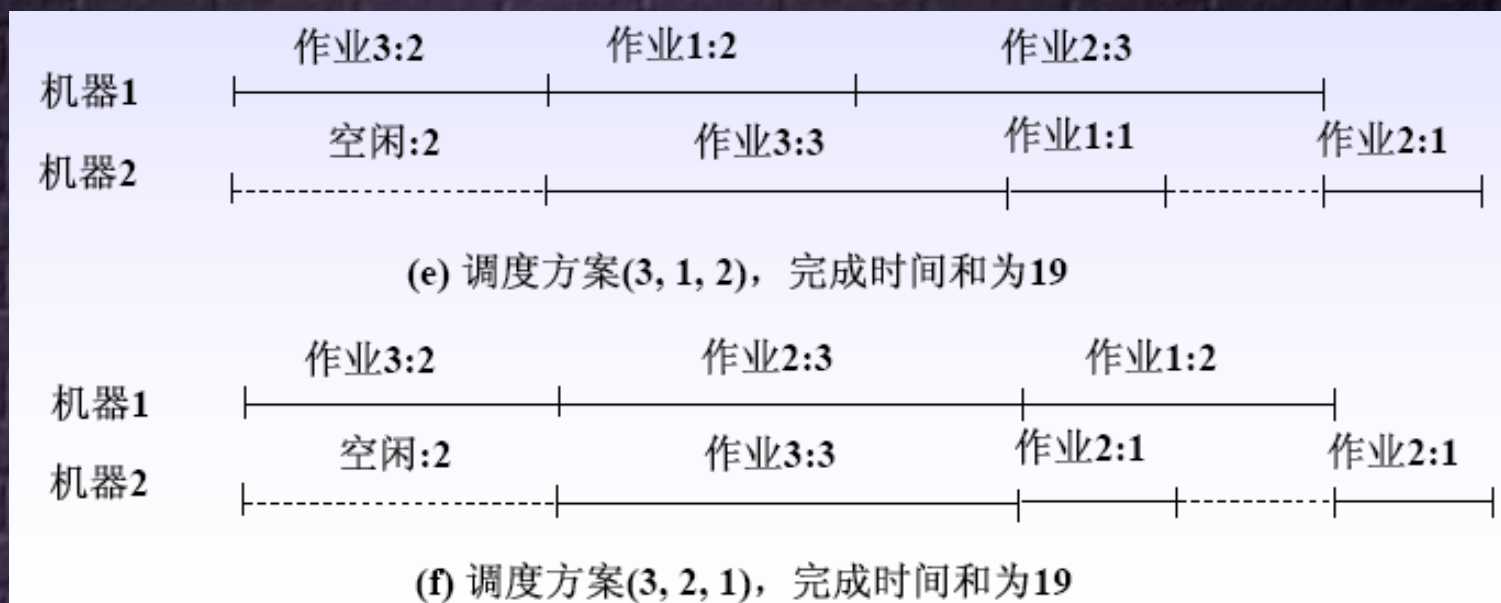 作业3:2 作业1:2 作业2:3
机器1
空闲:2 作业3:3 作业1:1 作业2:1
机器2
(e) 调度方案(3, 1, 2)，完成时间和为19
作业3:2 作业2:3 作业1:2
机器1
空闲:2 作业3:3 作业2:1 作业2:1
机器2
(f) 调度方案(3, 2, 1)，完成时间和为19